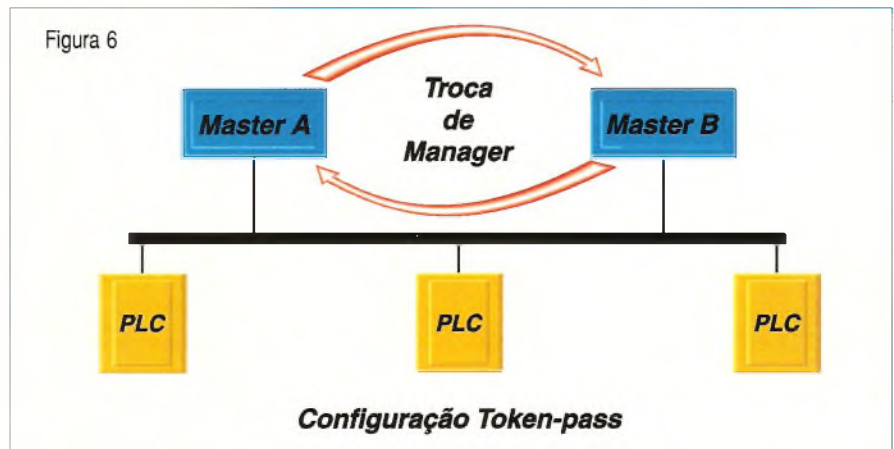 Figura 6
Troca
de
Manager
Master A
Master B
PLC
PLC
PLC
Configuração Token-pass